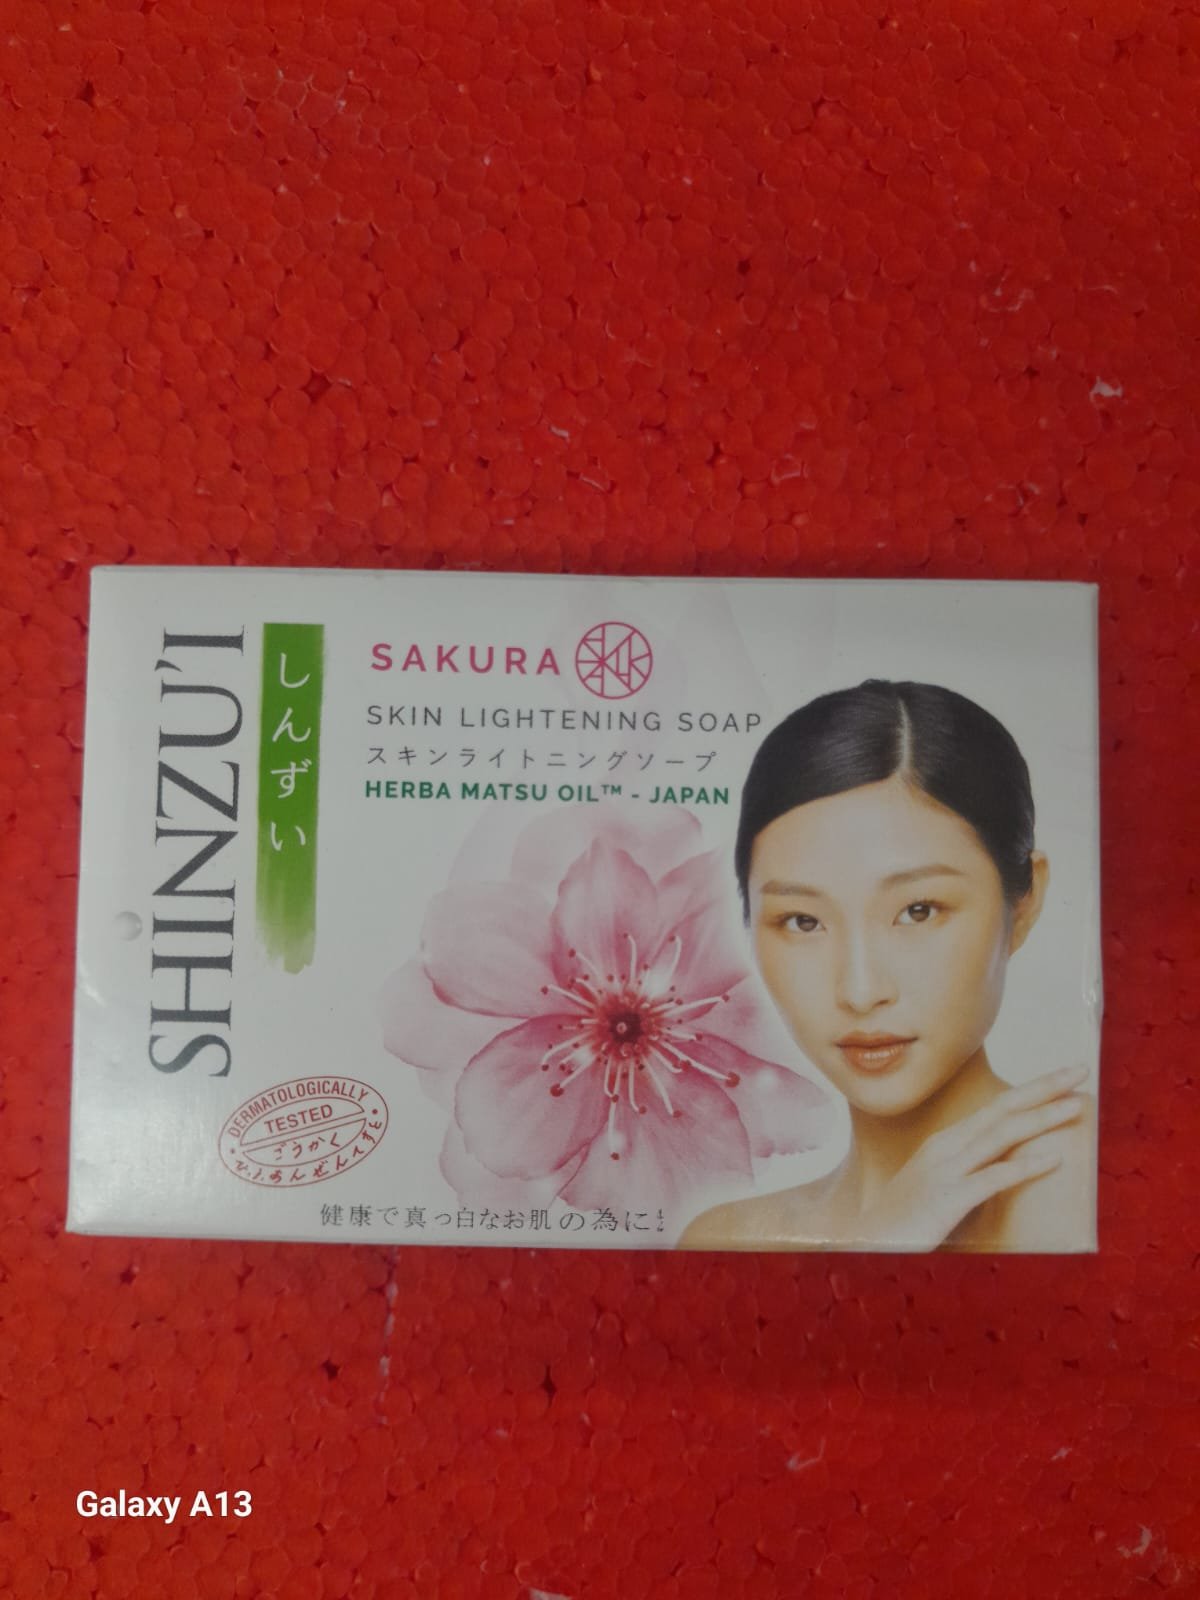 SHINZU'I
しんずい
SAKURA
SKIN LIGHTENING SOAP
スキンライトニングソープ
HERBA MATSU OIL™ - JAPAN
DERMATOLOGICALLY
TESTED
ごうかく
健康で真っ白なお肌の為に
Galaxy A13